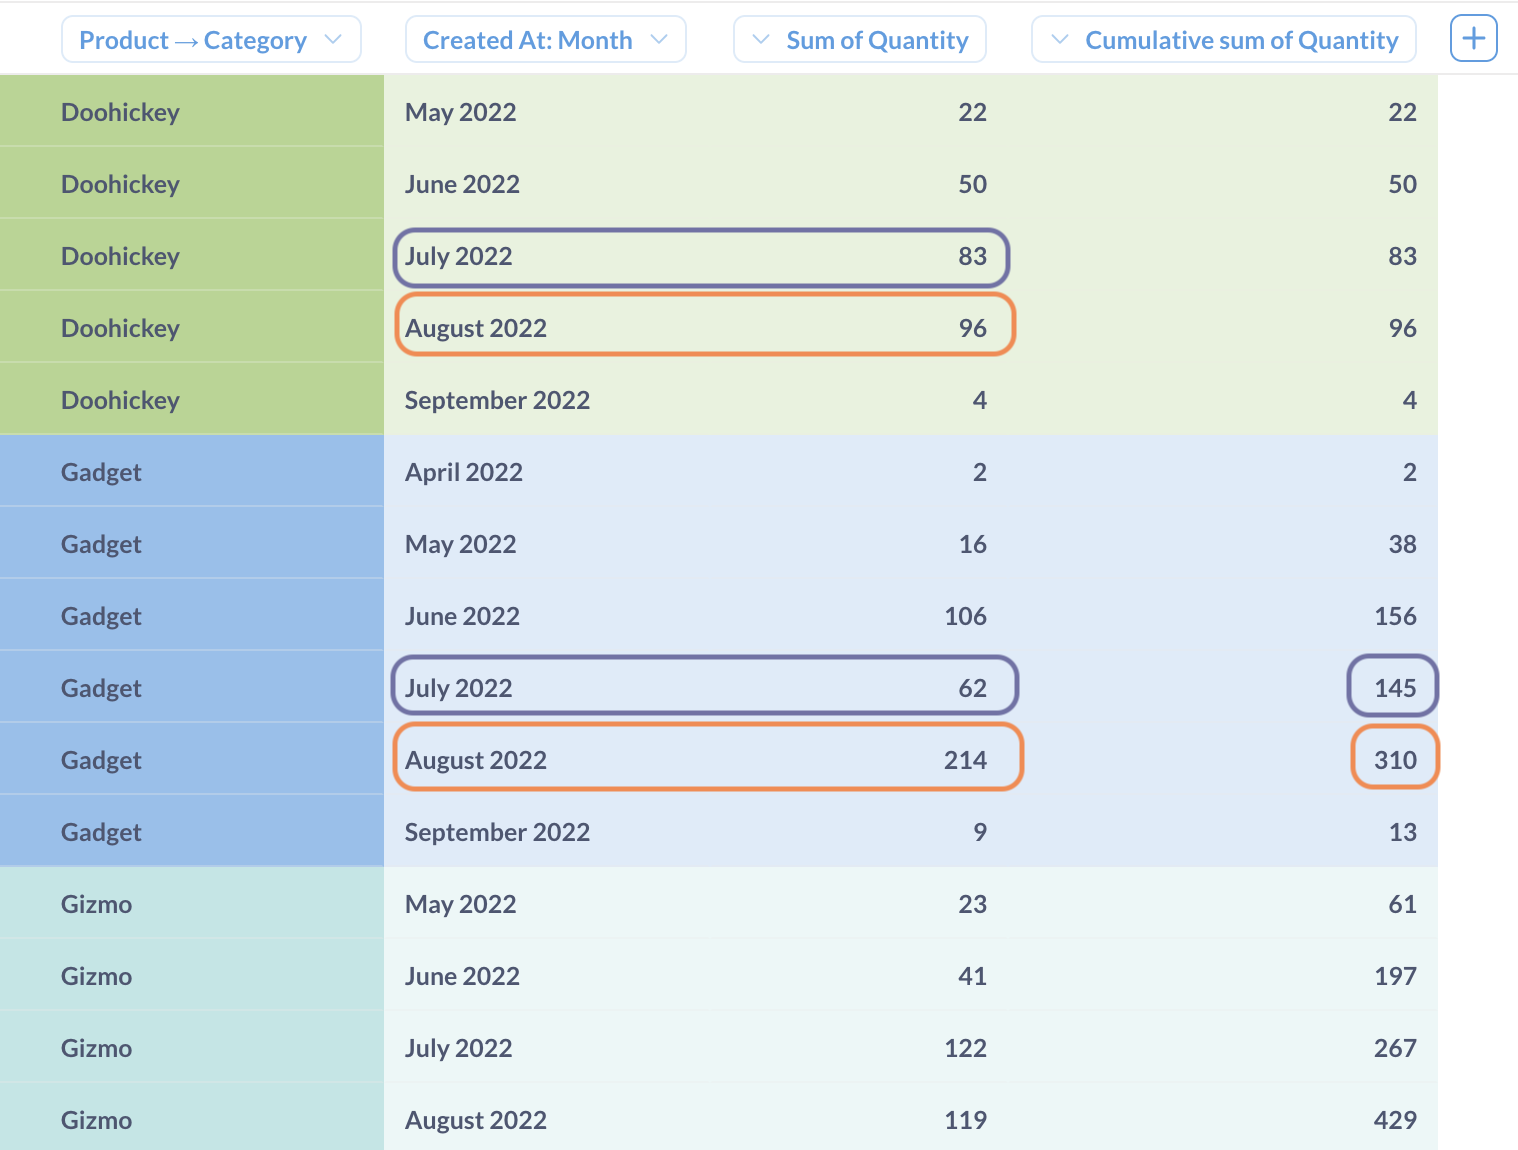 Product → Category Created At: Month Sum of Quantity Cumulative sum of Quantity +
Doohickey May 2022 22 22
Doohickey June 2022 50 50
Doohickey July 2022 83 83
Doohickey August 2022 96 96
Doohickey September 2022 4 4
Gadget April 2022 2 2
Gadget May 2022 16 38
Gadget June 2022 106 156
Gadget July 2022 62 145
Gadget August 2022 214 310
Gadget September 2022 9 13
Gizmo May 2022 23 61
Gizmo June 2022 41 197
Gizmo July 2022 122 267
Gizmo August 2022 119 429